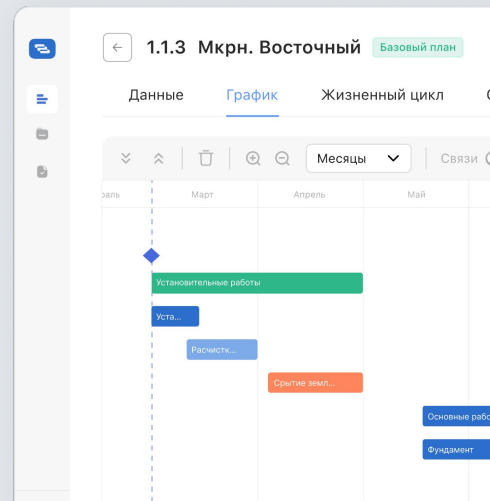 1.1.3 Мкрн. Восточный Базовый план
Данные График Жизненный цикл
Месяцы Связи
Март Апрель Май
Установительные работы
Уста...
Расчистк...
Срытие земл...
Основные
Фундамент